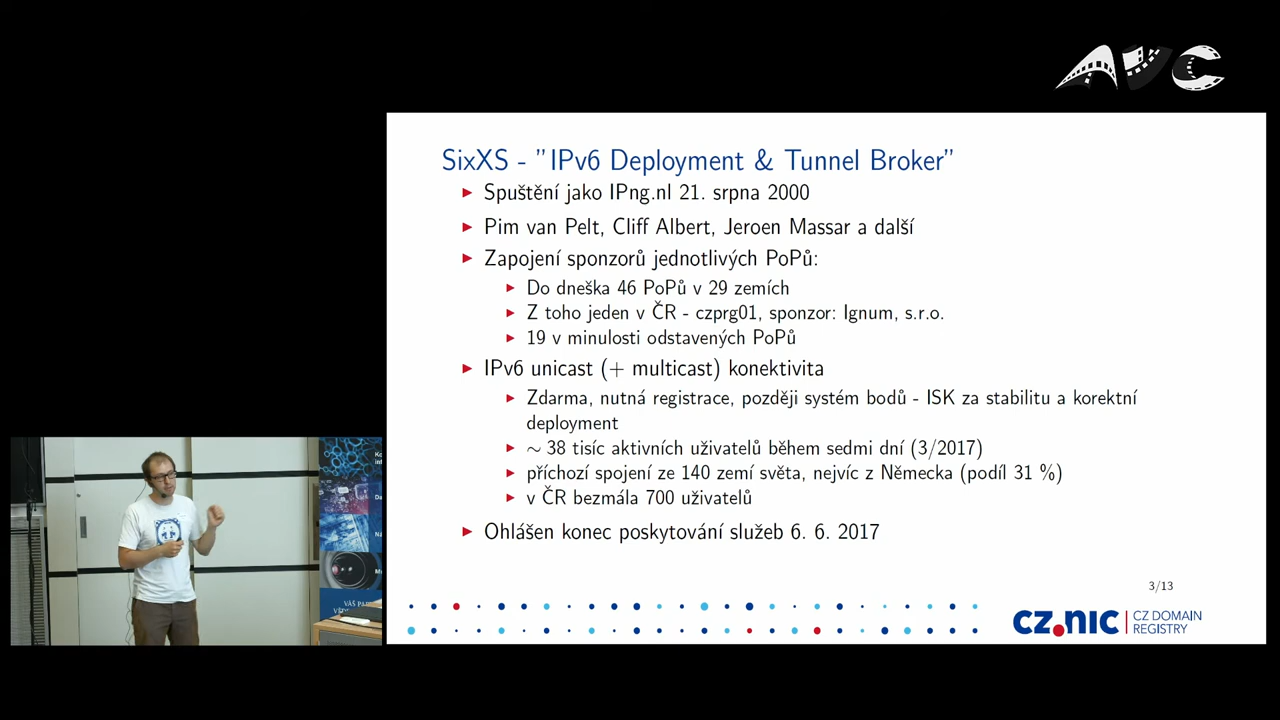 AVC
SixXS - "IPv6 Deployment & Tunnel Broker"
▶ Spuštění jako IPng.nl 21. srpna 2000
▶ Pim van Pelt, Cliff Albert, Jeroen Massar a další
▶ Zapojení sponzorů jednotlivých PoPů:
▶ Do dneška 46 PoPů v 29 zemích
▶ Z toho jeden v ČR - czprg01, sponzor: Ignum, s.r.o.
▶ 19 v minulosti odstavených PoPů
▶ IPv6 unicast (+ multicast) konektivita
▶ Zdarma, nutná registrace, později systém bodů - ISK za stabilitu a korektní
deployment
▶ ~ 38 tisíc aktivních uživatelů během sedmi dní (3/2017)
▶ příchozí spojení ze 140 zemí světa, nejvíc z Německa (podíl 31 %)
▶ v ČR bezmála 700 uživatelů
▶ Ohlášen konec poskytování služeb 6. 6. 2017
3/13
CZ.NIC | CZ DOMAIN
REGISTRY
VÁŠ